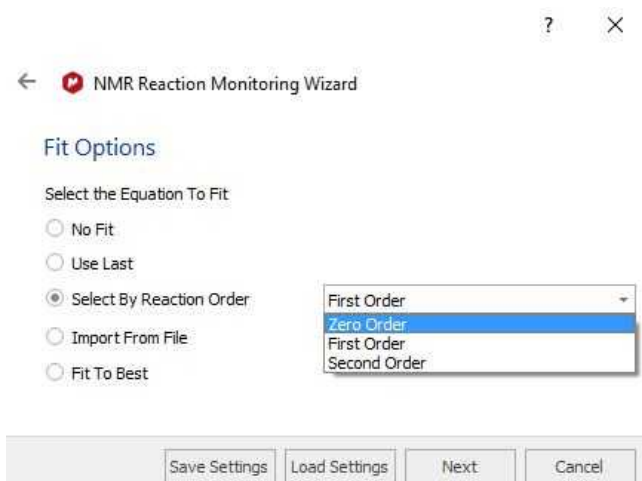 ?
NMR Reaction Monitoring Wizard
Fit Options
Select the Equation To Fit
No Fit
Use Last
Select By Reaction Order
First Order
Zero Order
First Order
Second Order
Import From File
Fit To Best
Save Settings
Load Settings
Next
Cancel